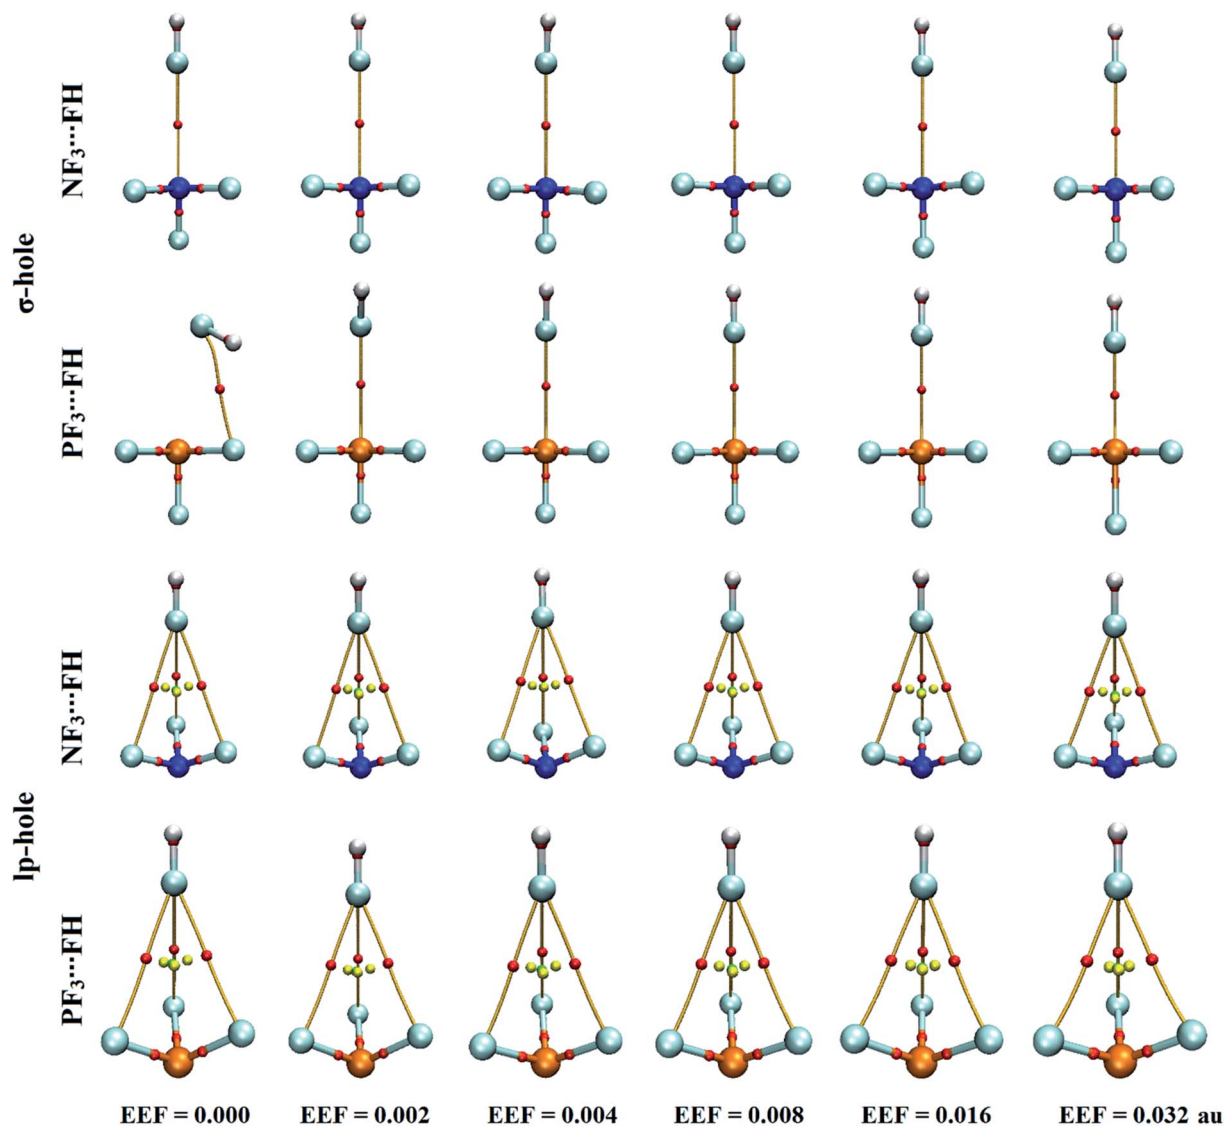 σ-hole
NF₃···FH
PF₃···FH
lp-hole
NF₃···FH
PF₃···FH
EEF = 0.000 EEF = 0.002 EEF = 0.004 EEF = 0.008 EEF = 0.016 EEF = 0.032 au